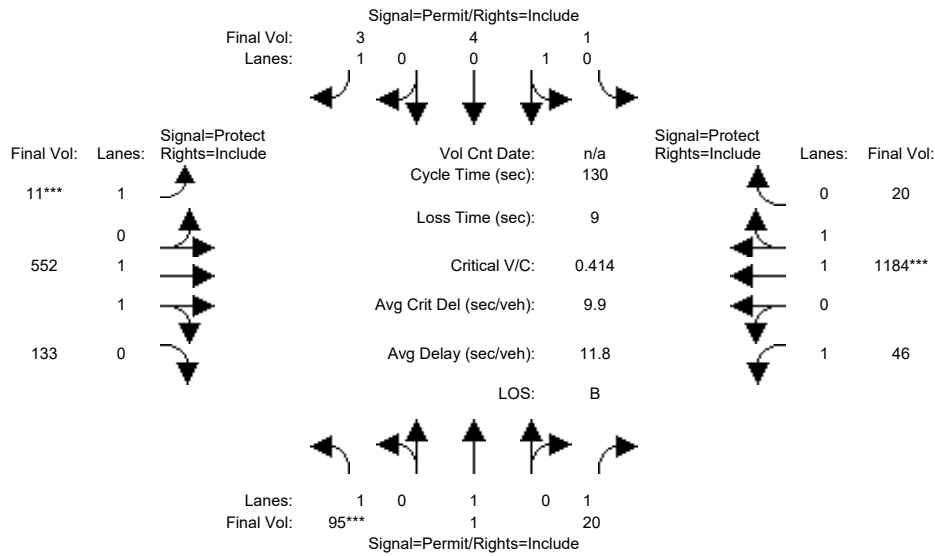 Signal=Permit/Rights=Include
Final Vol: 3 4 1
Lanes: 1 0 0 1 0
Signal=Protect Signal=Protect
Final Vol: Lanes: Rights=Include Vol Cnt Date: n/a Rights=Include Lanes: Final Vol:
Cycle Time (sec): 130
11*** 1 0 20
Loss Time (sec): 9
0 1
552 1 Critical V/C: 0.414 1 1184***
1 Avg Crit Del (sec/veh): 9.9 0
133 0 Avg Delay (sec/veh): 11.8 1 46
LOS: B
Lanes: 1 0 1 0 1
Final Vol: 95*** 1 20
Signal=Permit/Rights=Include